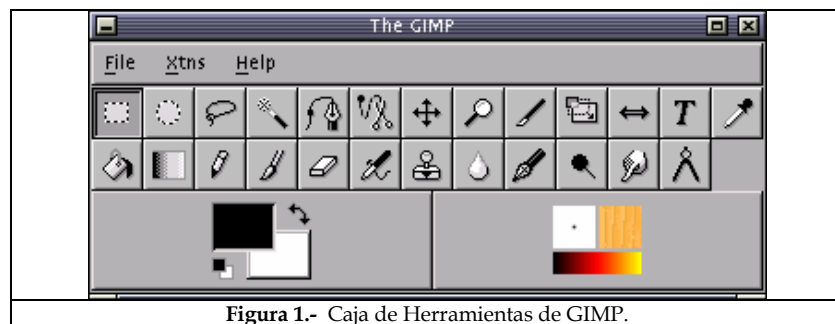 The GIMP
File Xtns Help
T
Figura 1.- Caja de Herramientas de GIMP.